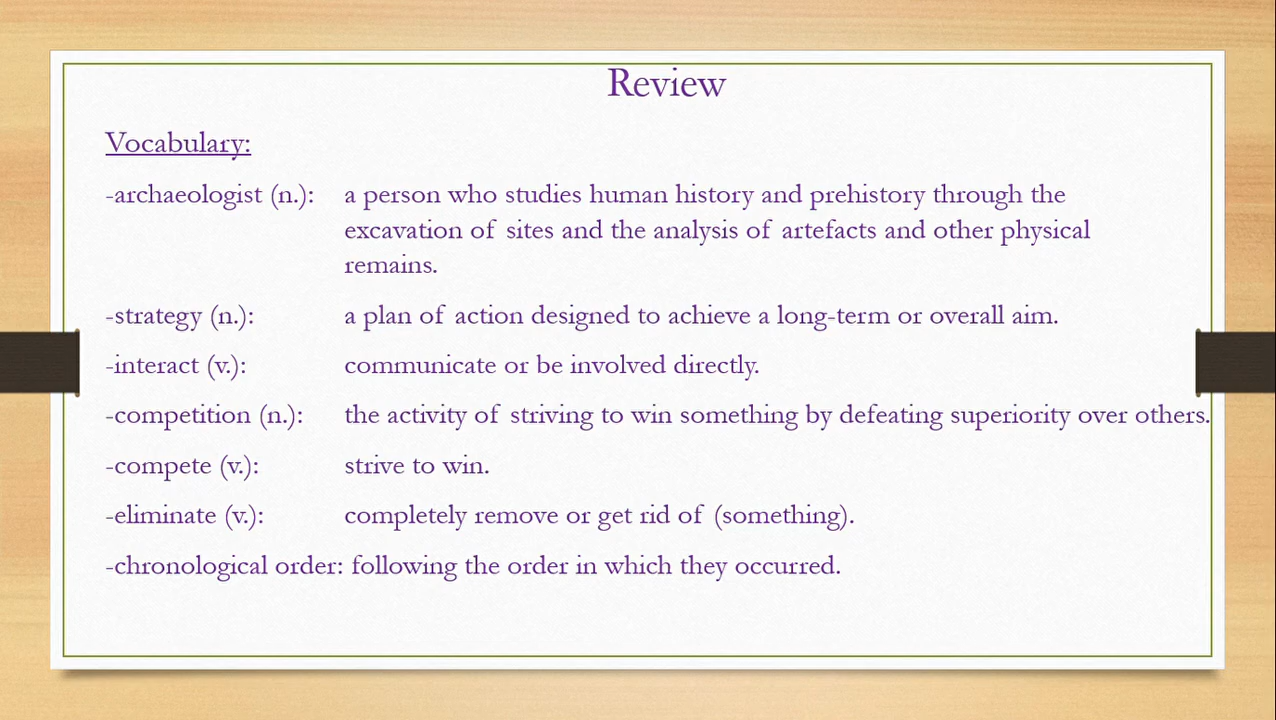 Review
Vocabulary:
-archaeologist (n.): a person who studies human history and prehistory through the
excavation of sites and the analysis of artefacts and other physical
remains.
-strategy (n.): a plan of action designed to achieve a long-term or overall aim.
-interact (v.): communicate or be involved directly.
-competition (n.): the activity of striving to win something by defeating superiority over others.
-compete (v.): strive to win.
-eliminate (v.): completely remove or get rid of (something).
-chronological order: following the order in which they occurred.